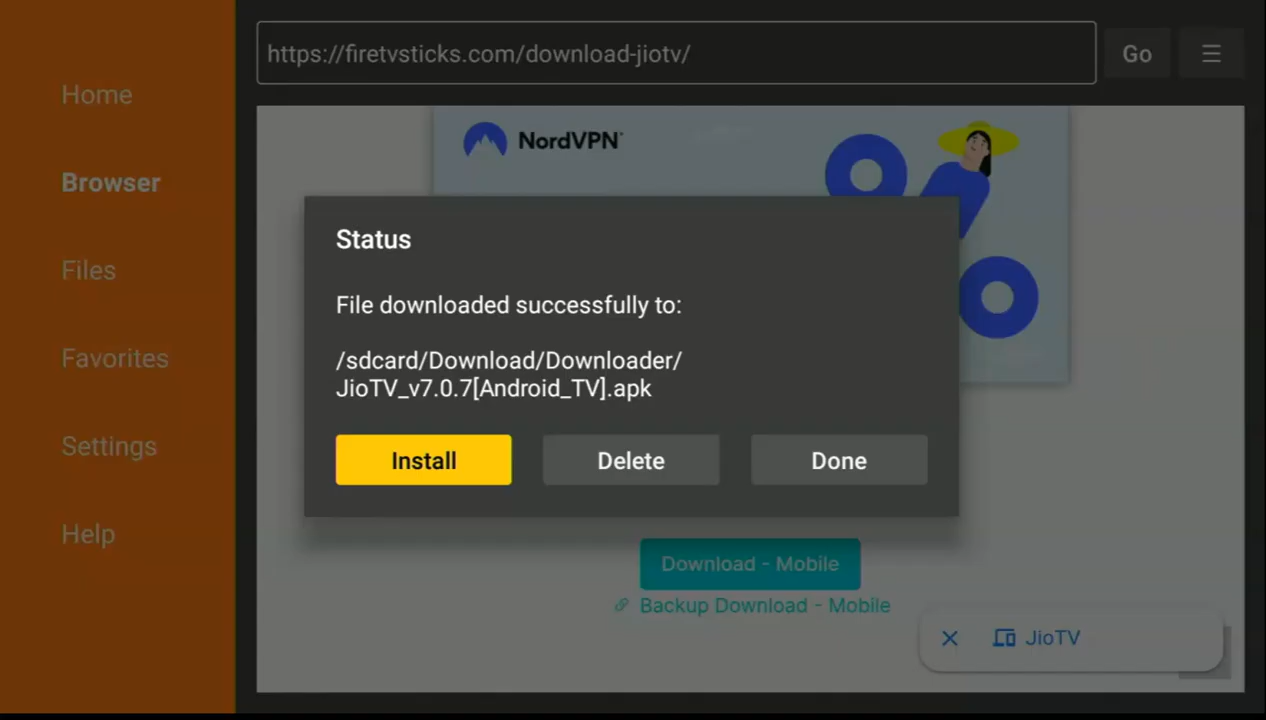 https://firetvsticks.com/download-jiotv/
Go
Home
Browser
Files
Favorites
Settings
Help
NordVPN
Status
File downloaded successfully to:
/sdcard/Download/Downloader/
JioTV_v7.0.7[Android_TV].apk
Install
Delete
Done
Download - Mobile
Backup Download - Mobile
JioTV